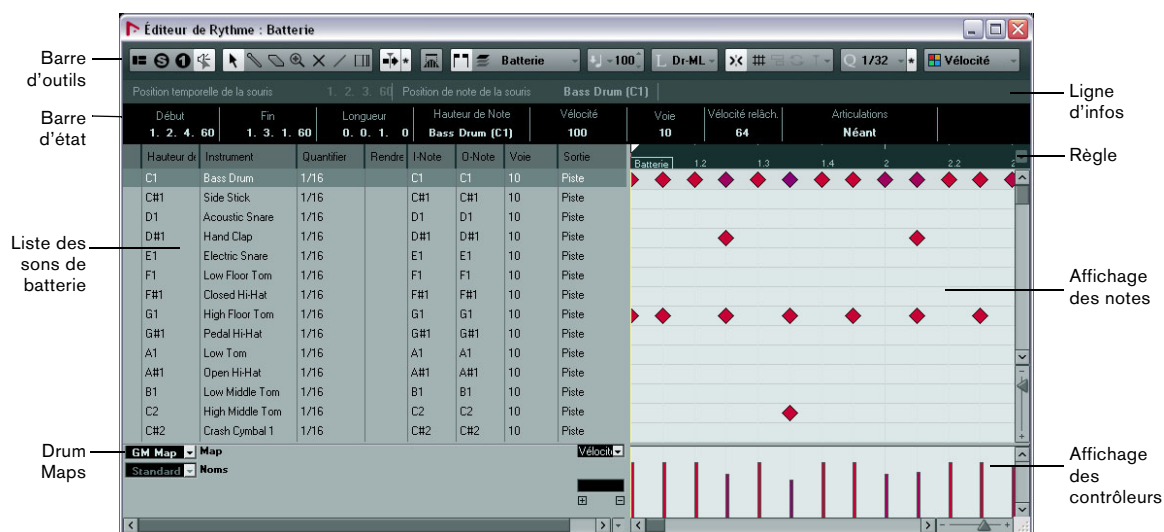 Éditeur de Rythme : Batterie
Barre d'outils
Batterie
100
L Dr-ML
Q 1/32
Vélocité
Position temporelle de la souris 1. 2. 3. 60 Position de note de la souris Bass Drum (C1)
Ligne d'infos
Barre d'état
Début Fin Longueur Hauteur de Note Vélocité Voie Vélocité relâch. Articulations
1. 2. 4. 60 1. 3. 1. 60 0. 0. 1. 0 Bass Drum (C1) 100 10 64 Néant
Hauteur de Instrument Quantifier Rendre I-Note O-Note Voie Sortie
Batterie 1.2 1.3 1.4 2 2.2
Règle
C1 Bass Drum 1/16 C1 C1 10 Piste
C#1 Side Stick 1/16 C#1 C#1 10 Piste
D1 Acoustic Snare 1/16 D1 D1 10 Piste
D#1 Hand Clap 1/16 D#1 D#1 10 Piste
E1 Electric Snare 1/16 E1 E1 10 Piste
F1 Low Floor Tom 1/16 F1 F1 10 Piste
F#1 Closed Hi-Hat 1/16 F#1 F#1 10 Piste
G1 High Floor Tom 1/16 G1 G1 10 Piste
G#1 Pedal Hi-Hat 1/16 G#1 G#1 10 Piste
A1 Low Tom 1/16 A1 A1 10 Piste
A#1 Open Hi-Hat 1/16 A#1 A#1 10 Piste
B1 Low Middle Tom 1/16 B1 B1 10 Piste
C2 High Middle Tom 1/16 C2 C2 10 Piste
C#2 Crash Cymbal 1 1/16 C#2 C#2 10 Piste
Liste des
sons de
batterie
Affichage
des notes
Drum
Maps
GM Map Map
Standard Noms
Vélocité
Affichage
des
contrôleurs